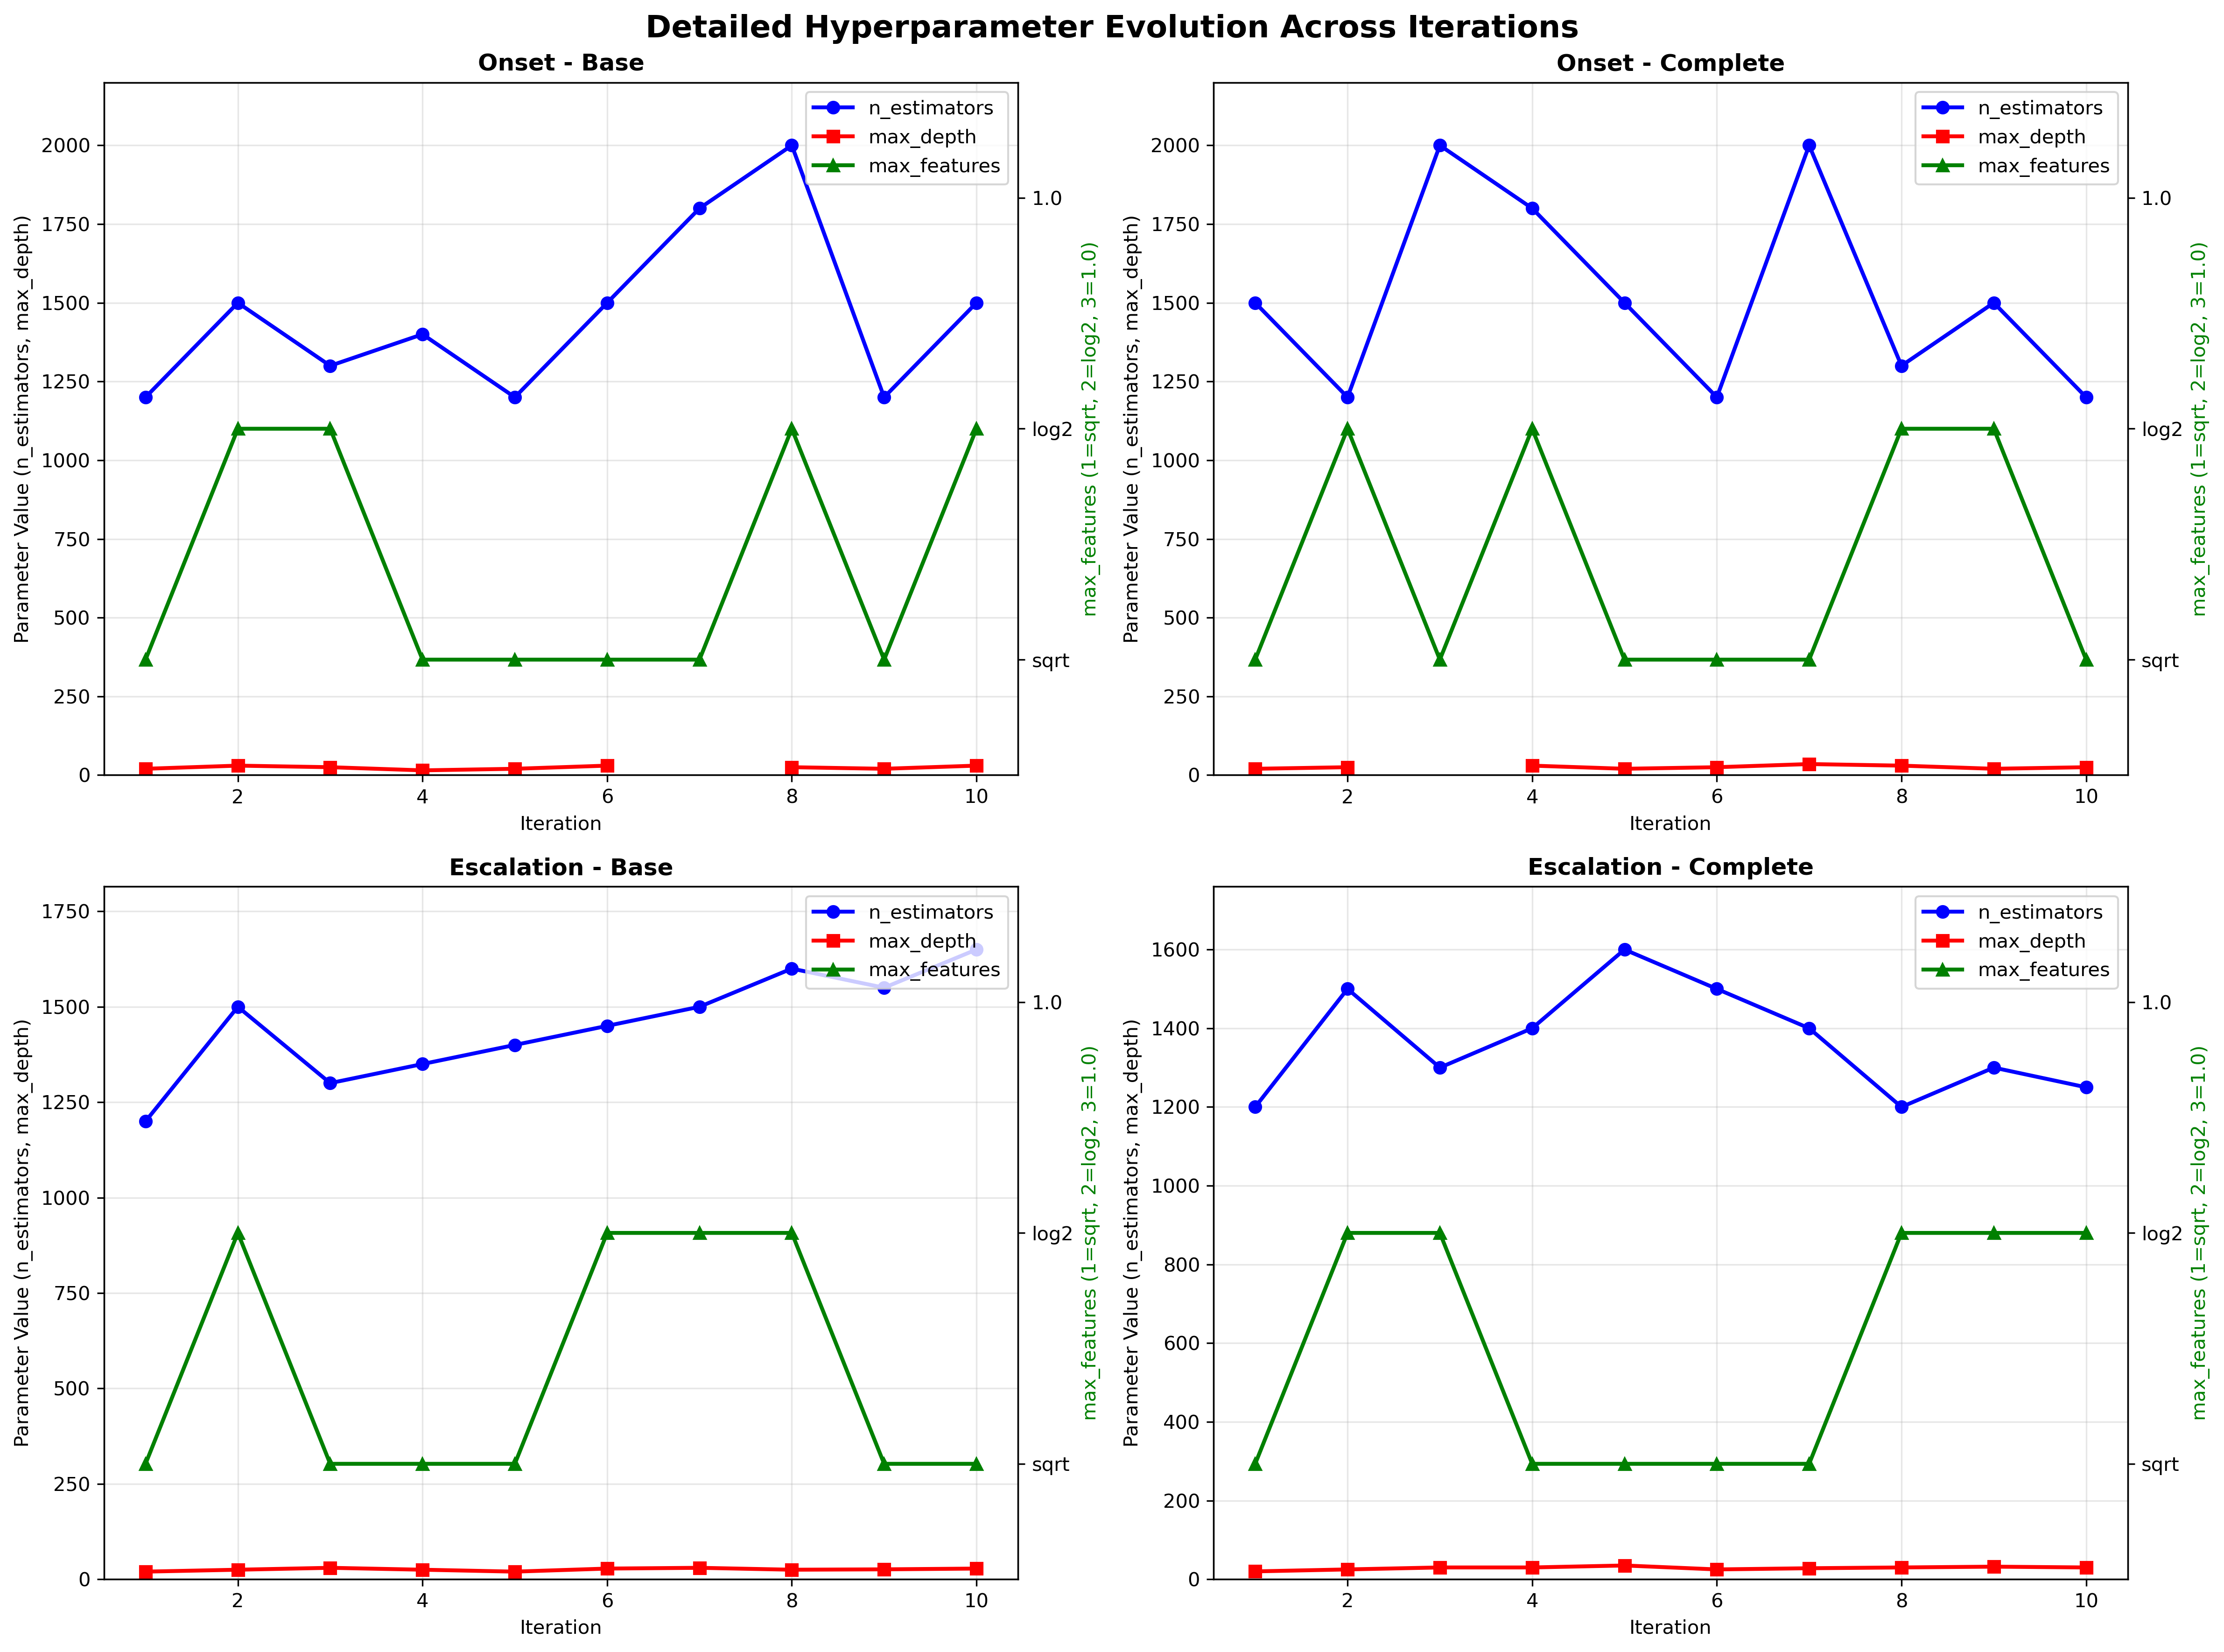 Detailed Hyperparameter Evolution Across Iterations
Onset - Base
n_estimators
max_depth
max_features
Parameter Value (n_estimators, max_depth)
2000
1750
1500
1250
1000
750
500
250
0
2 4 6 8 10
Iteration
1.0
log2
sqrt
max_features (1=sqrt, 2=log2, 3=1.0)
Onset - Complete
n_estimators
max_depth
max_features
Parameter Value (n_estimators, max_depth)
2000
1750
1500
1250
1000
750
500
250
0
2 4 6 8 10
Iteration
1.0
log2
sqrt
max_features (1=sqrt, 2=log2, 3=1.0)
Escalation - Base
n_estimators
max_depth
max_features
Parameter Value (n_estimators, max_depth)
1750
1500
1250
1000
750
500
250
0
2 4 6 8 10
Iteration
1.0
log2
sqrt
max_features (1=sqrt, 2=log2, 3=1.0)
Escalation - Complete
n_estimators
max_depth
max_features
Parameter Value (n_estimators, max_depth)
1600
1400
1200
1000
800
600
400
200
0
2 4 6 8 10
Iteration
1.0
log2
sqrt
max_features (1=sqrt, 2=log2, 3=1.0)